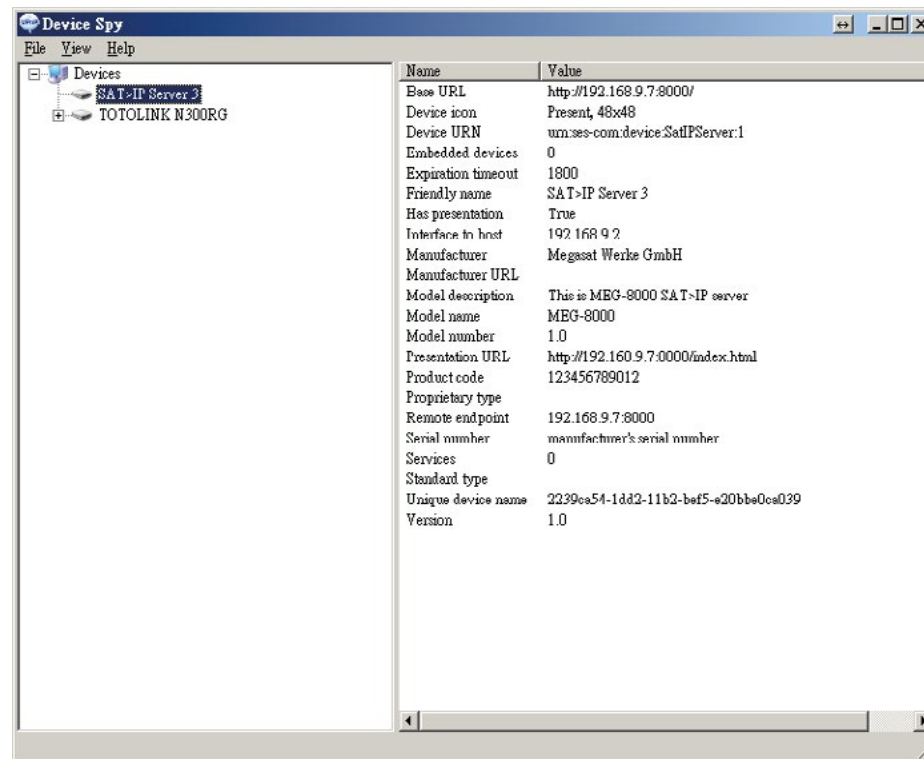 Device Spy
File View Help
Devices
SAT>IP Server 3
TOTOLINK N300RG
Name Value
Base URL http://192.168.9.7:8000/
Device icon Present, 48x48
Device URN urn:ses-com:device:SatIPServer:1
Embedded devices 0
Expiration timeout 1800
Friendly name SAT>IP Server 3
Has presentation True
Interface to host 192.168.9.2
Manufacturer Megasat Werke GmbH
Manufacturer URL
Model description This is MEG-8000 SAT>IP server
Model name MEG-8000
Model number 1.0
Presentation URL http://192.160.9.7:0000/index.html
Product code 123456789012
Proprietary type
Remote endpoint 192.168.9.7:8000
Serial number manufacturer's serial number
Services 0
Standard type
Unique device name 2239ca54-1dd2-11b2-bef5-e20bbe0ca039
Version 1.0